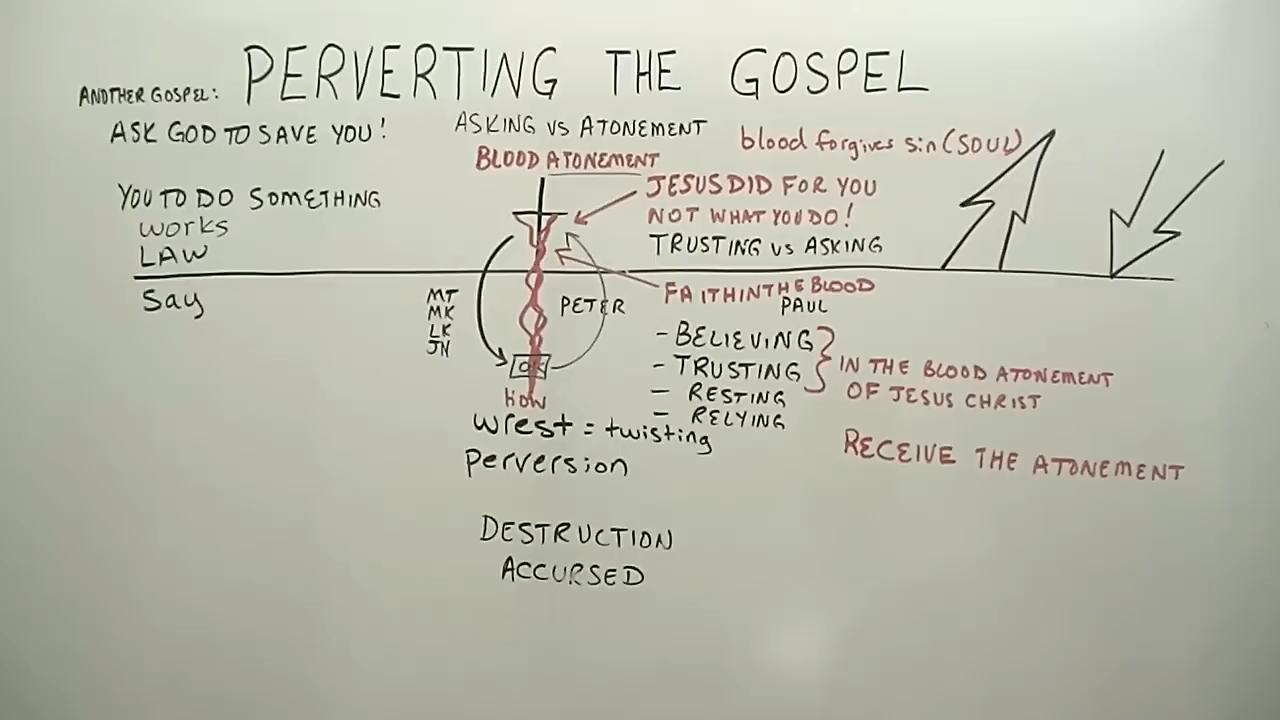 PERVERTING THE GOSPEL
ANOTHER GOSPEL:
ASK GOD TO SAVE YOU!
YOU TO DO SOMETHING
WORKS
LAW
Say
ASKING VS ATONEMENT
BLOOD ATONEMENT
JESUS DID FOR YOU
NOT WHAT YOU DO!
TRUSTING VS ASKING
blood forgives sin (SOUL)
MT
MK
LK
JN
PETER
FAITH IN THE BLOOD
PAUL
- BELIEVING
- TRUSTING
- RESTING
- RELYING
IN THE BLOOD ATONEMENT
OF JESUS CHRIST
HOW
wrest = twisting
perversion
RECEIVE THE ATONEMENT
DESTRUCTION
ACCURSED